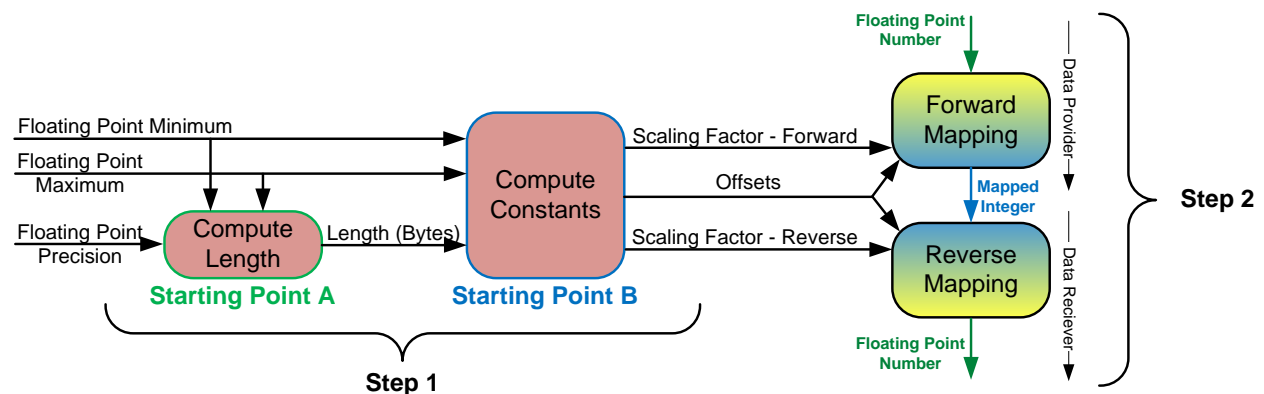 Floating Point
Number
Data Provider
Forward
Mapping
Floating Point Minimum
Scaling Factor - Forward
Floating Point
Maximum
Compute
Constants
Offsets
Mapped
Integer
Step 2
Floating Point
Precision
Compute
Length
Length (Bytes)
Scaling Factor - Reverse
Reverse
Mapping
Data Reciever
Starting Point A
Starting Point B
Floating Point
Number
Step 1